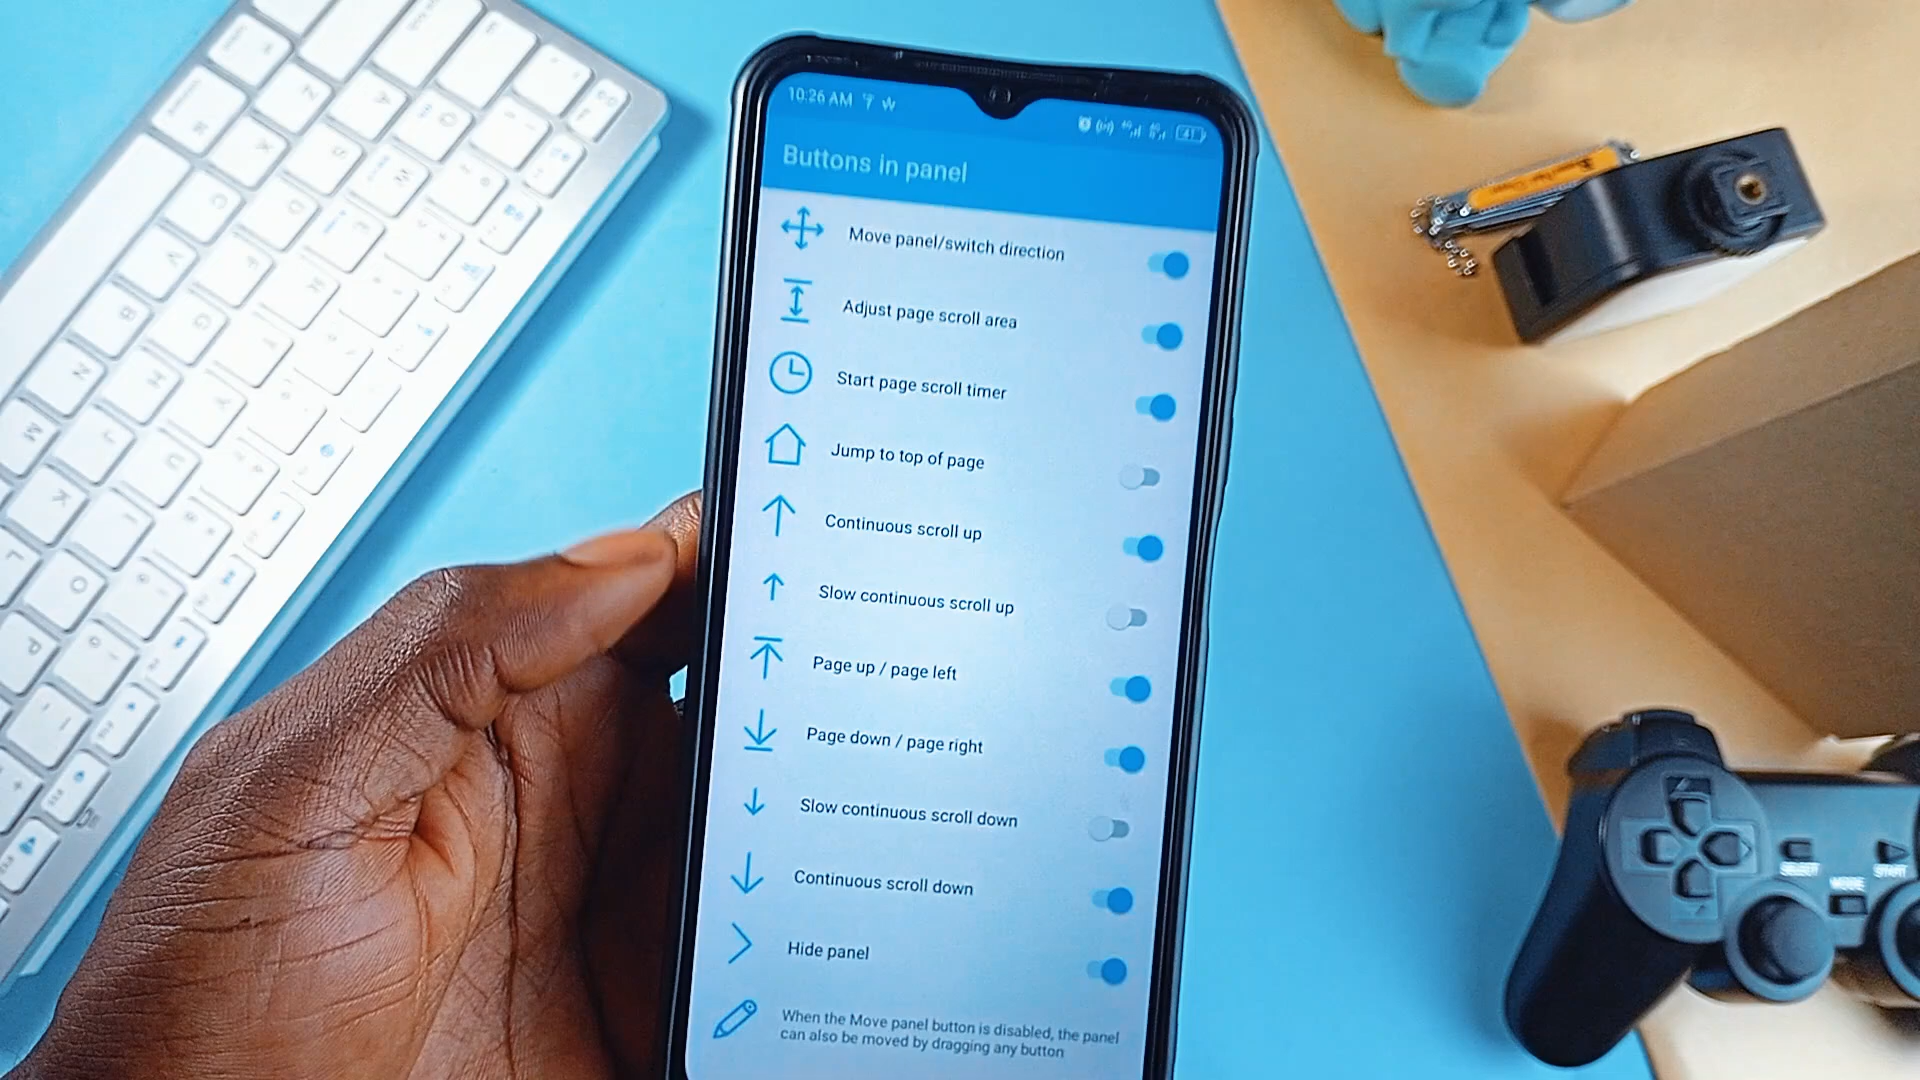 10:26 AM
Buttons in panel
Move panel/switch direction
Adjust page scroll area
Start page scroll timer
Jump to top of page
Continuous scroll up
Slow continuous scroll up
Page up / page left
Page down / page right
Slow continuous scroll down
Continuous scroll down
Hide panel
When the Move panel button is disabled, the panel
can also be moved by dragging any button
SELECT
MODE
START